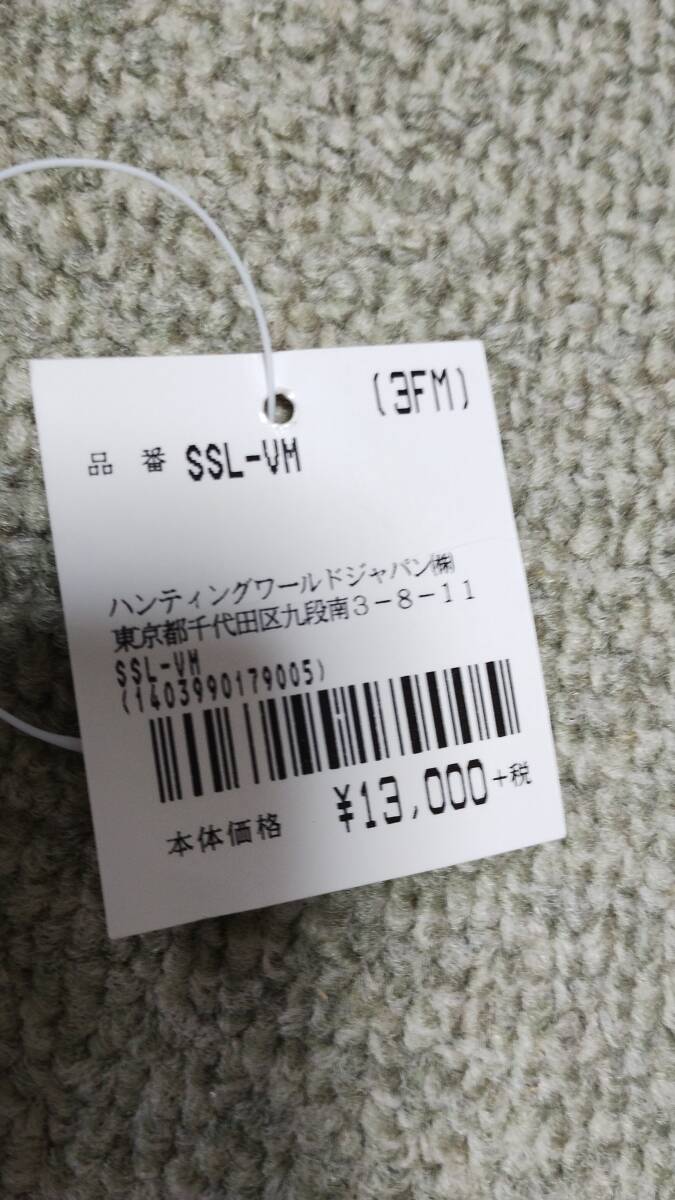 (3FM)
品 番 SSL-VM
ハンティングワールドジャパン㈱
東京都千代田区九段南3-8-11
SSL-VM
(1403990179005)
本体価格 ¥13,000+税